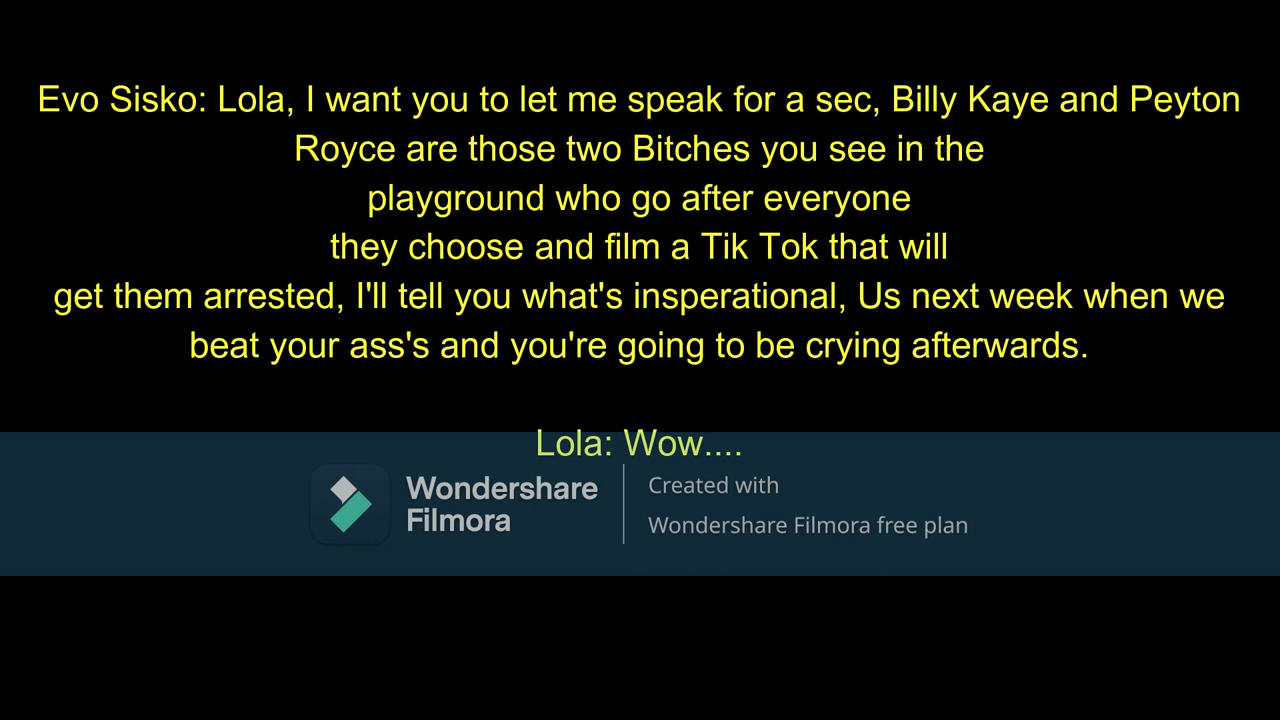 Evo Sisko: Lola, I want you to let me speak for a sec, Billy Kaye and Peyton
Royce are those two Bitches you see in the
playground who go after everyone
they choose and film a Tik Tok that will
get them arrested, I'll tell you what's insperational, Us next week when we
beat your ass's and you're going to be crying afterwards.
Lola: Wow....
Wondershare
Filmora
Created with
Wondershare Filmora free plan